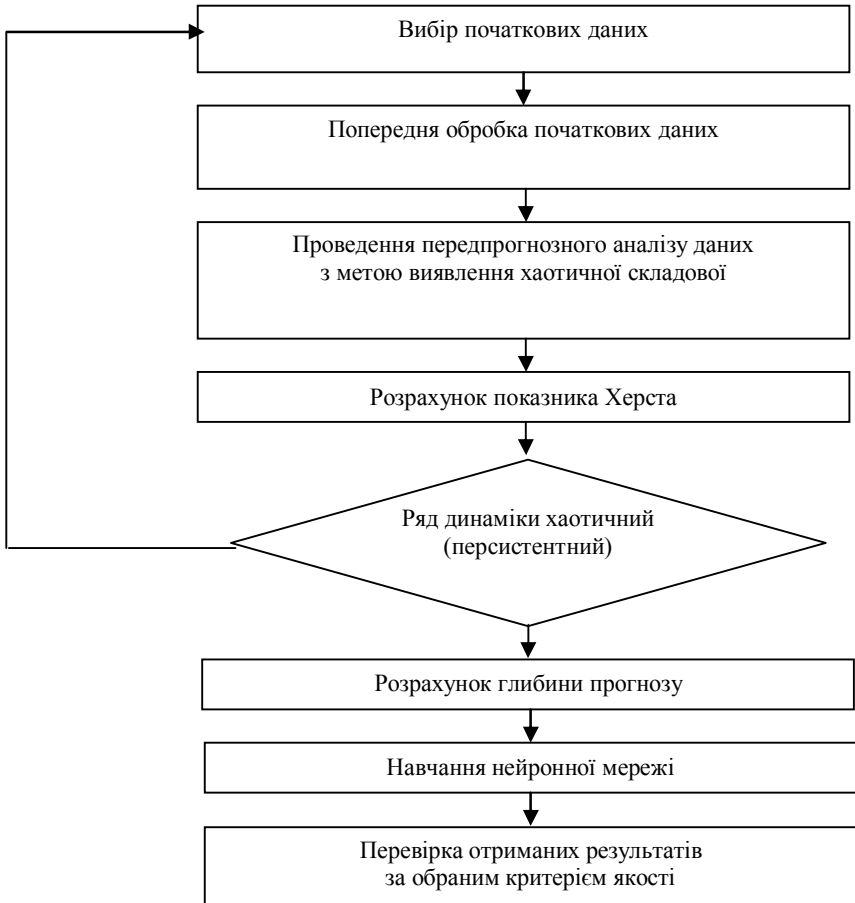 Вибір початкових даних
Попередня обробка початкових даних
Проведення передпрогнозного аналізу даних
з метою виявлення хаотичної складової
Розрахунок показника Херста
Ряд динаміки хаотичний
(персистентний)
Розрахунок глибини прогнозу
Навчання нейронної мережі
Перевірка отриманих результатів
за обраним критерієм якості